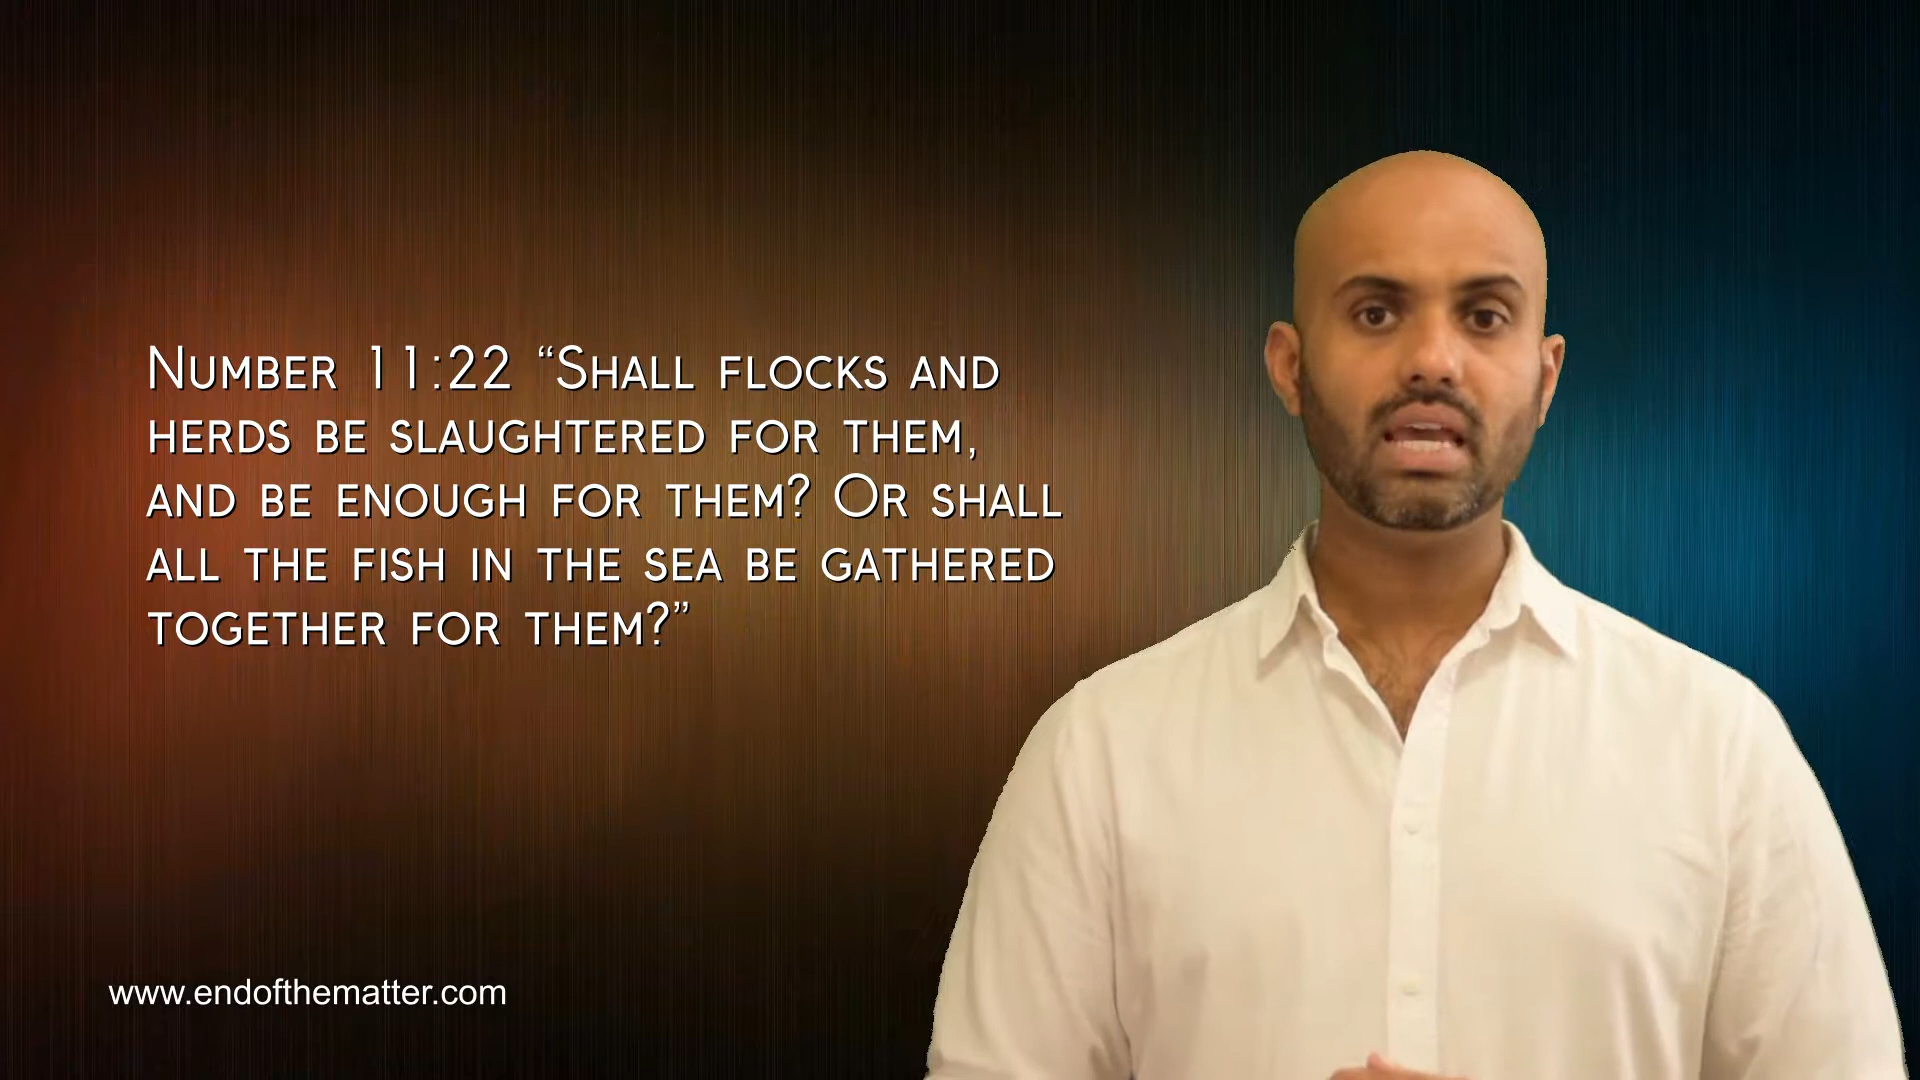 Number 11:22 “Shall flocks and
herds be slaughtered for them,
and be enough for them? Or shall
all the fish in the sea be gathered
together for them?”
www.endofthematter.com